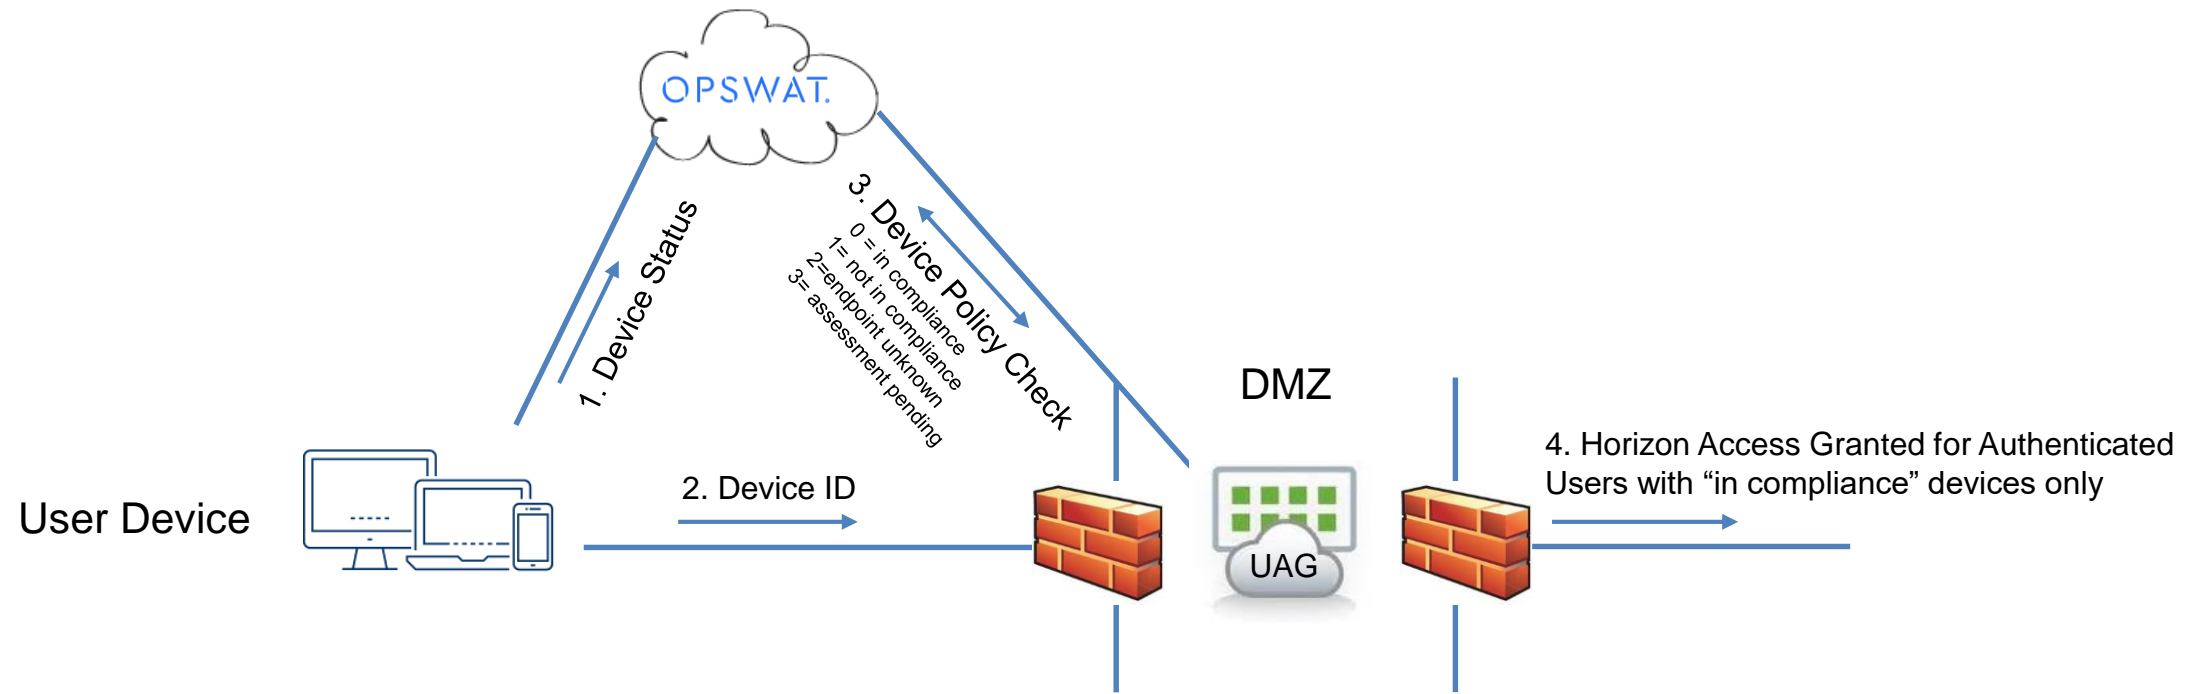 OPSWAT.
1. Device Status
3. Device Policy Check
0 = in compliance
1= not in compliance
2=endpoint unknown
3= assessment pending
DMZ
User Device
2. Device ID
UAG
4. Horizon Access Granted for Authenticated
Users with “in compliance” devices only